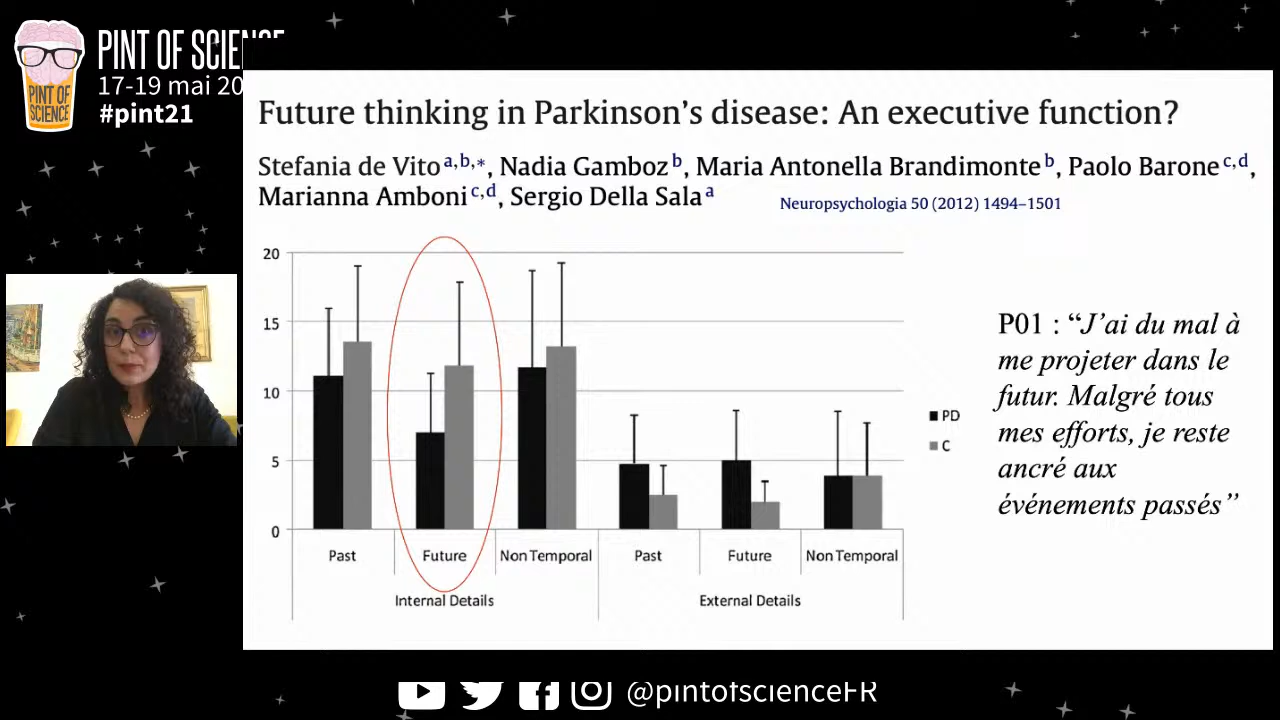 PINT OF SCIENCE
17-19 mai 20
#pint21
PINT OF
SCIENCE
Future thinking in Parkinson's disease: An executive function?
Stefania de Vito a,b,*, Nadia Gamboz b, Maria Antonella Brandimonte b, Paolo Barone c,d,
Marianna Amboni c,d, Sergio Della Sala a
Neuropsychologia 50 (2012) 1494–1501
20
15
10
5
0
Past Future Non Temporal Past Future Non Temporal
Internal Details External Details
PD
C
P01 : “J’ai du mal à
me projeter dans le
futur. Malgré tous
mes efforts, je reste
ancré aux
événements passés”
@pintofscienceFR